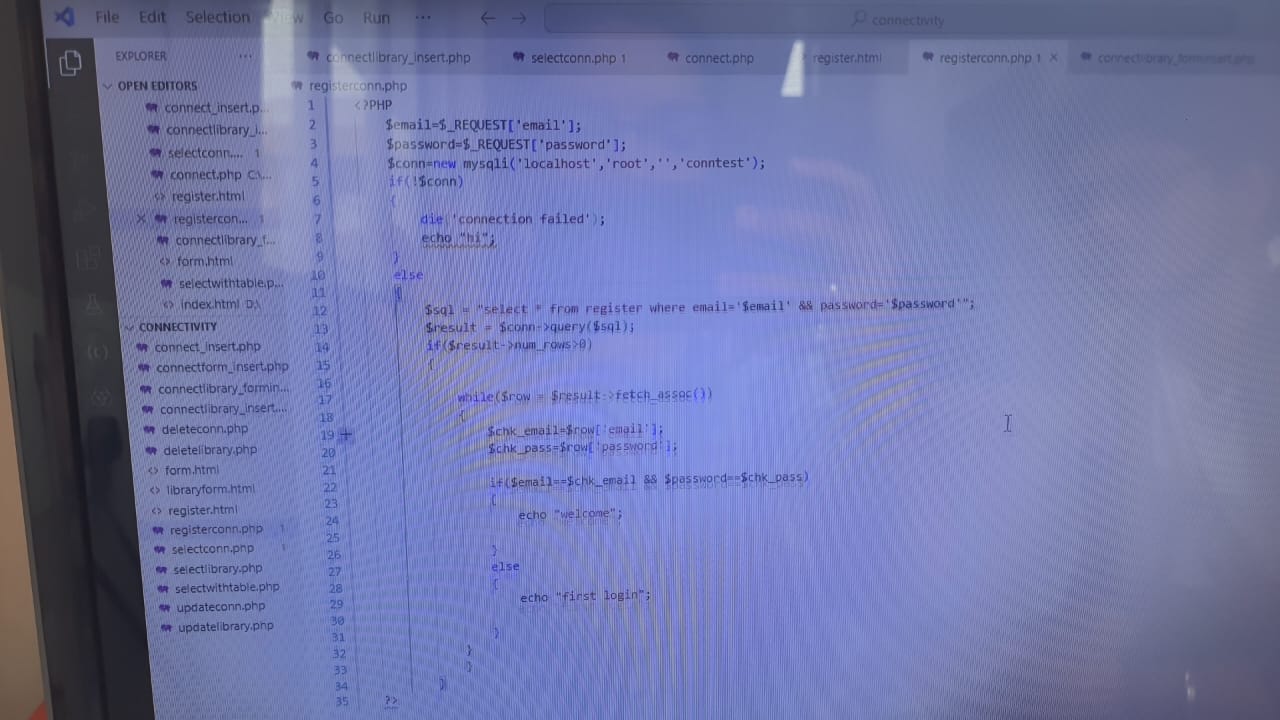 File Edit Selection View Go Run ··· ← → connectivity
EXPLORER ···
connectlibrary_insert.php selectconn.php 1 connect.php register.html registerconn.php 1 × connectlibrary_forminsert.php
OPEN EDITORS
connect_insert.p...
connectlibrary_i...
selectconn.... 1
connect.php C:\...
<> register.html
× registercon... 1
connectlibrary_f...
<> form.html
selectwithtable.p...
<> index.html D:\
CONNECTIVITY
connect_insert.php
connectform_insert.php
connectlibrary_formin...
connectlibrary_insert....
deleteconn.php
deletelibrary.php
<> form.html
<> libraryform.html
<> register.html
registerconn.php 1
selectconn.php 1
selectlibrary.php
selectwithtable.php
updateconn.php
updatelibrary.php
registerconn.php
1 <?PHP
2 $email=$_REQUEST['email'];
3 $password=$_REQUEST['password'];
4 $conn=new mysqli('localhost','root','','conntest');
5 if(!$conn)
6 {
7 die('connection failed');
8 echo "hi";
9 }
10 else
11 {
12 $sql = "select * from register where email='$email' && password='$password'";
13 $result = $conn->query($sql);
14 if($result->num_rows>0)
15 {
16
17 while($row = $result->fetch_assoc())
18 {
19 $chk_email=$row['email'];
20 $chk_pass=$row['password'];
21
22 if($email==$chk_email && $password==$chk_pass)
23 {
24 echo "welcome";
25
26 }
27 else
28 {
29 echo "first login";
30
31 }
32 }
33 }
34 }
35 ?>